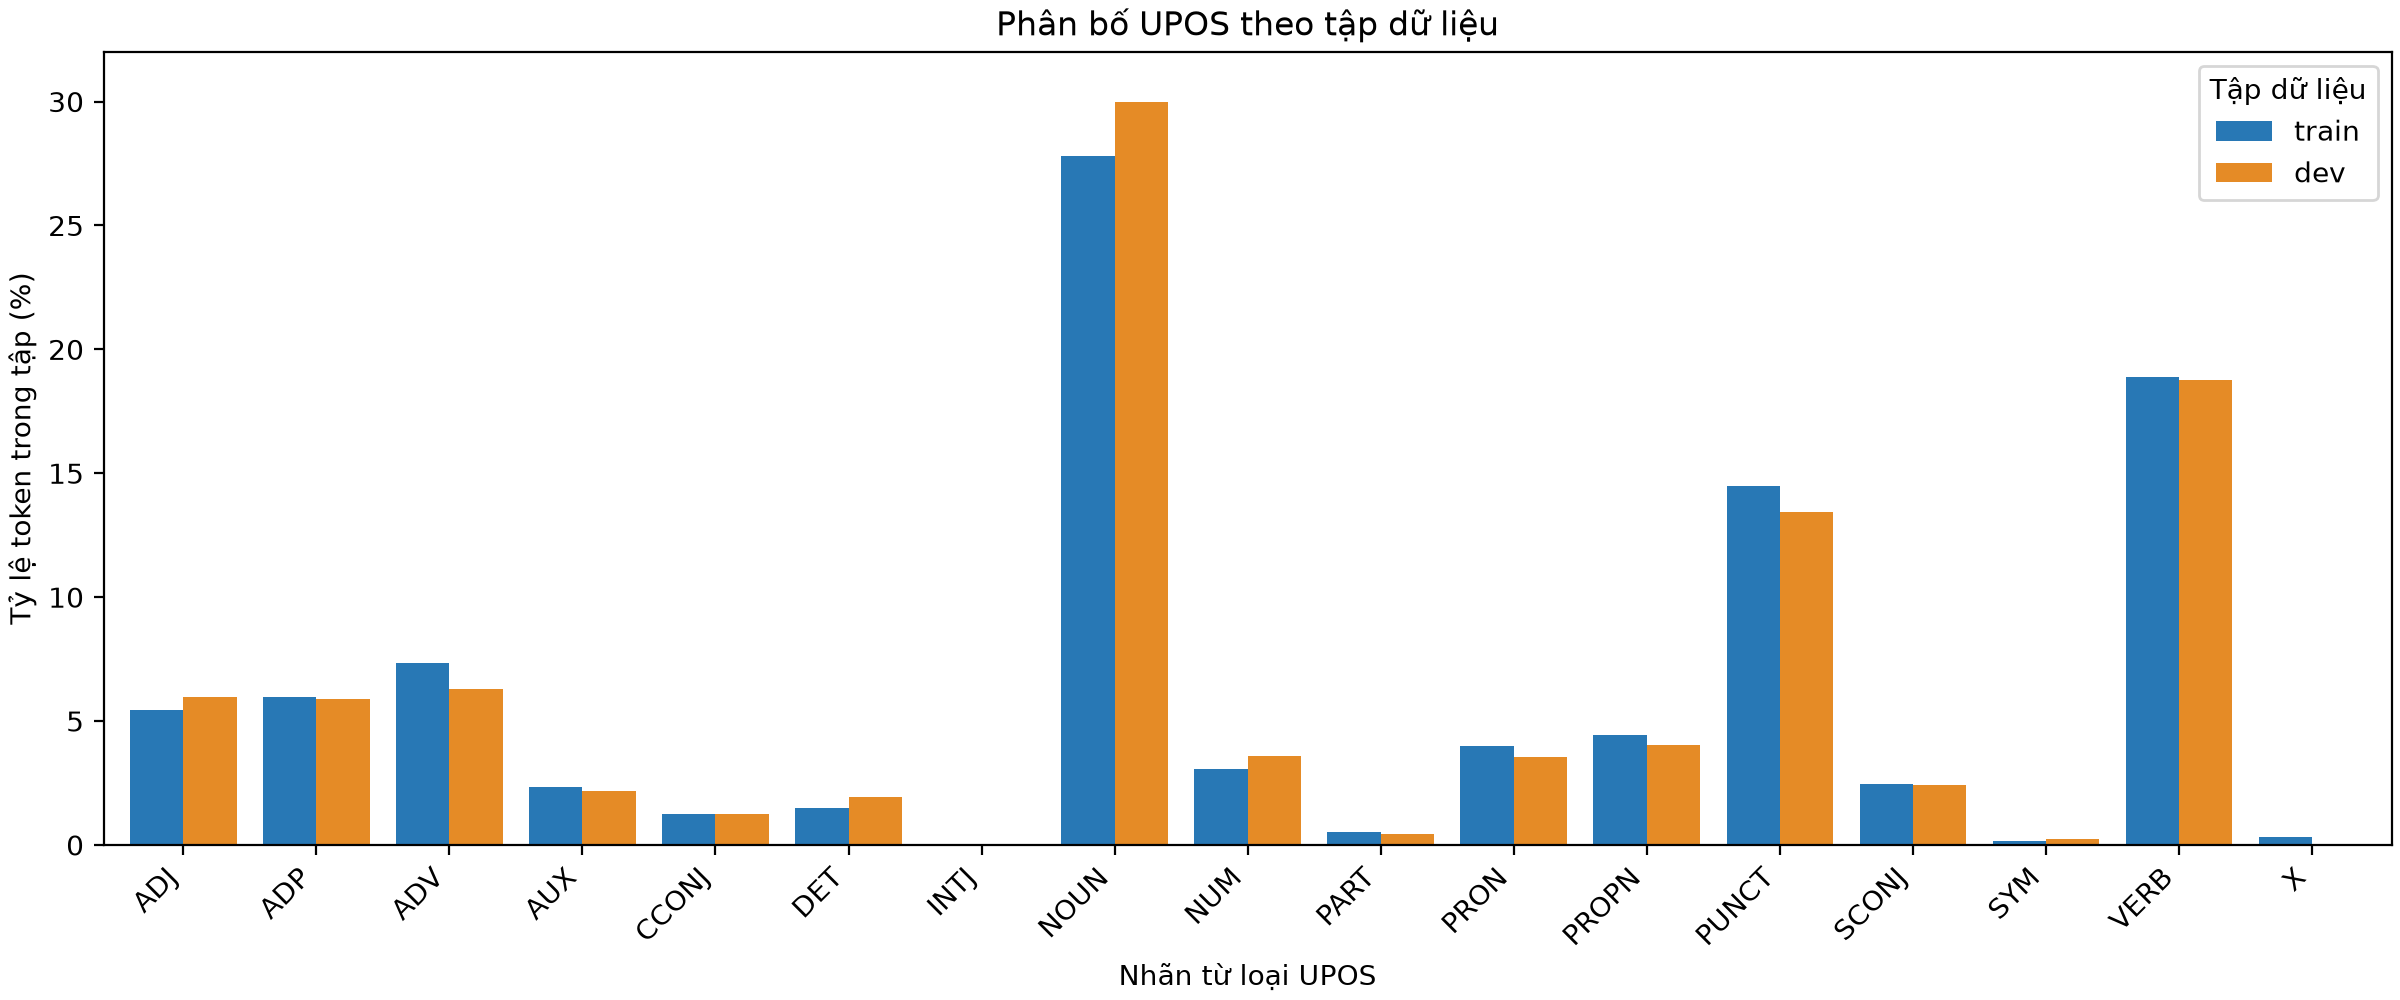 Phân bố UPOS theo tập dữ liệu
Tỷ lệ token trong tập (%)
30
25
20
15
10
5
0
Tập dữ liệu
train
dev
ADJ
ADP
ADV
AUX
CCONJ
DET
INTJ
NOUN
NUM
PART
PRON
PROPN
PUNCT
SCONJ
SYM
VERB
X
Nhãn từ loại UPOS